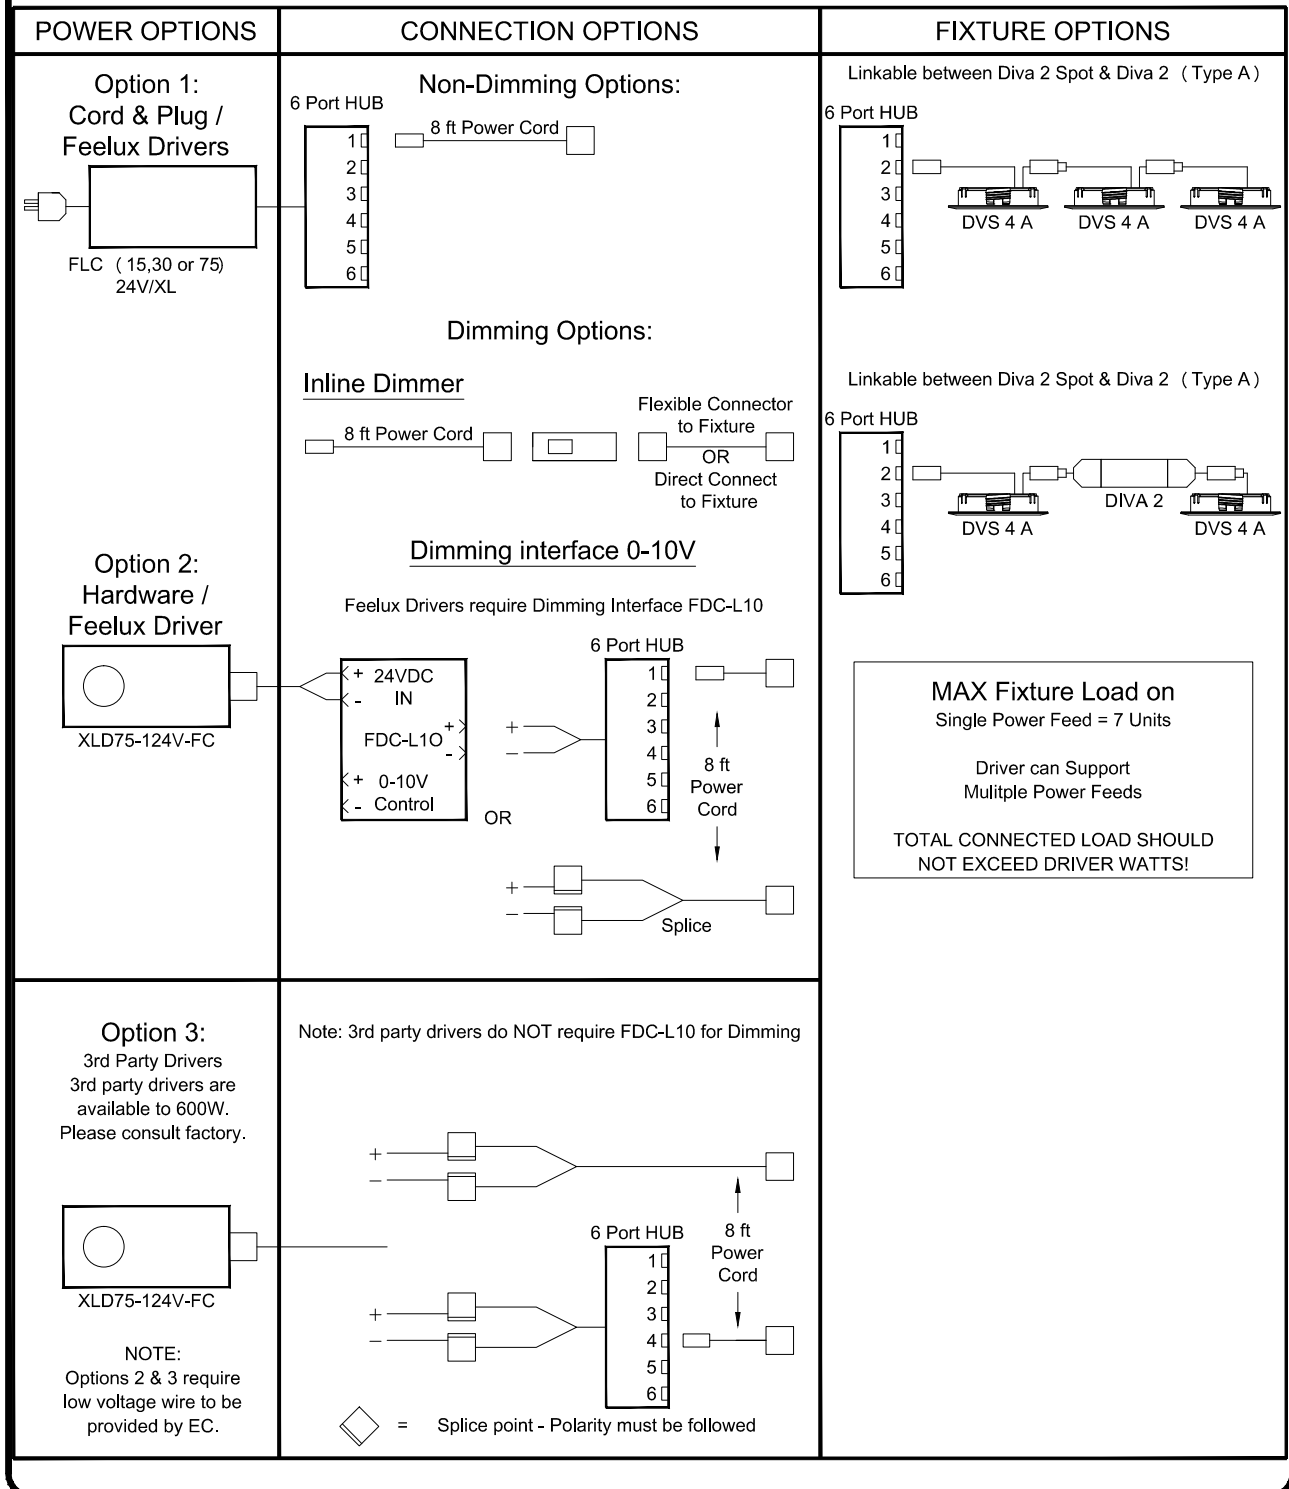 POWER OPTIONS
CONNECTION OPTIONS
FIXTURE OPTIONS
Option 1:
Cord & Plug /
Feelux Drivers
FLC (15,30 or 75)
24V/XL
Non-Dimming Options:
6 Port HUB
1
2
3
4
5
6
8 ft Power Cord
Dimming Options:
Inline Dimmer
8 ft Power Cord
Flexible Connector
to Fixture
OR
Direct Connect
to Fixture
Linkable between Diva 2 Spot & Diva 2 (Type A)
6 Port HUB
1
2
3
4
5
6
DVS 4 A
DVS 4 A
DVS 4 A
Linkable between Diva 2 Spot & Diva 2 (Type A)
6 Port HUB
1
2
3
4
5
6
DVS 4 A
DIVA 2
DVS 4 A
Option 2:
Hardware /
Feelux Driver
XLD75-124V-FC
Dimming interface 0-10V
Feelux Drivers require Dimming Interface FDC-L10
+ 24VDC
- IN
FDC-L1O
+
-
+ 0-10V
- Control
OR
+
−
6 Port HUB
1
2
3
4
5
6
8 ft
Power
Cord
+
−
Splice
MAX Fixture Load on
Single Power Feed = 7 Units
Driver can Support
Mulitple Power Feeds
TOTAL CONNECTED LOAD SHOULD
NOT EXCEED DRIVER WATTS!
Option 3:
3rd Party Drivers
3rd party drivers are
available to 600W.
Please consult factory.
XLD75-124V-FC
NOTE:
Options 2 & 3 require
low voltage wire to be
provided by EC.
Note: 3rd party drivers do NOT require FDC-L10 for Dimming
+
−
6 Port HUB
1
2
3
4
5
6
8 ft
Power
Cord
+
−
= Splice point - Polarity must be followed